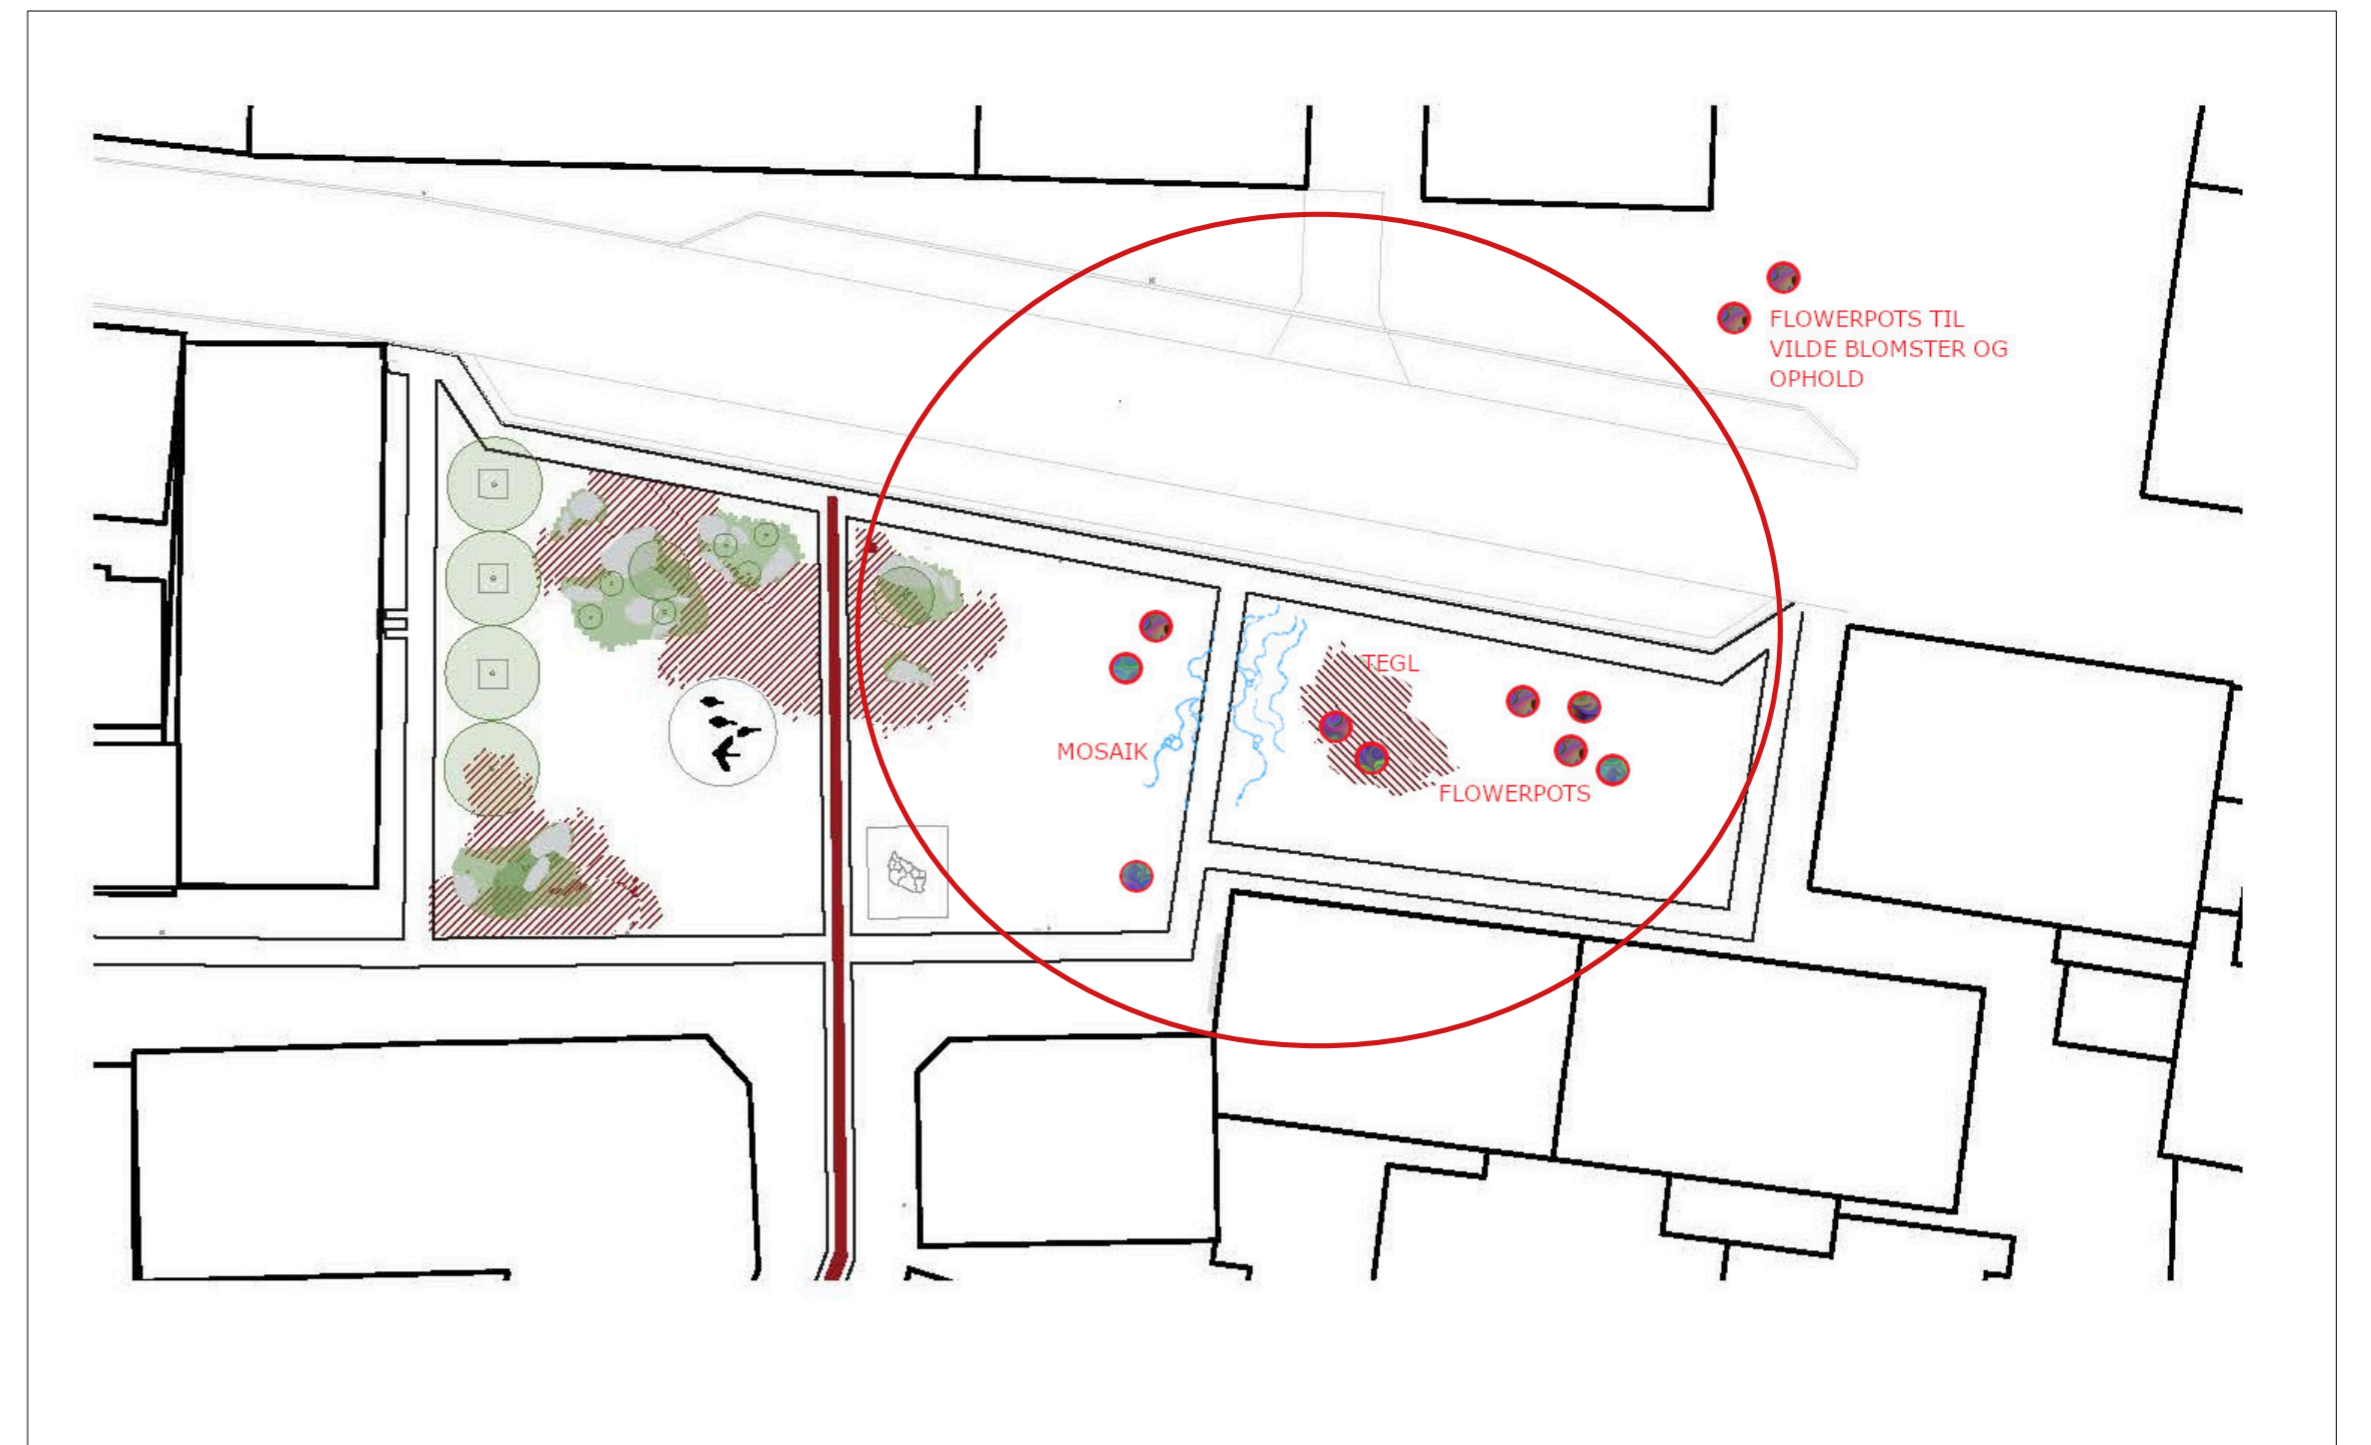 FLOWERPOTS TIL
VILDE BLOMSTER OG
OPHOLD
TEGL
MOSAIK
FLOWERPOTS